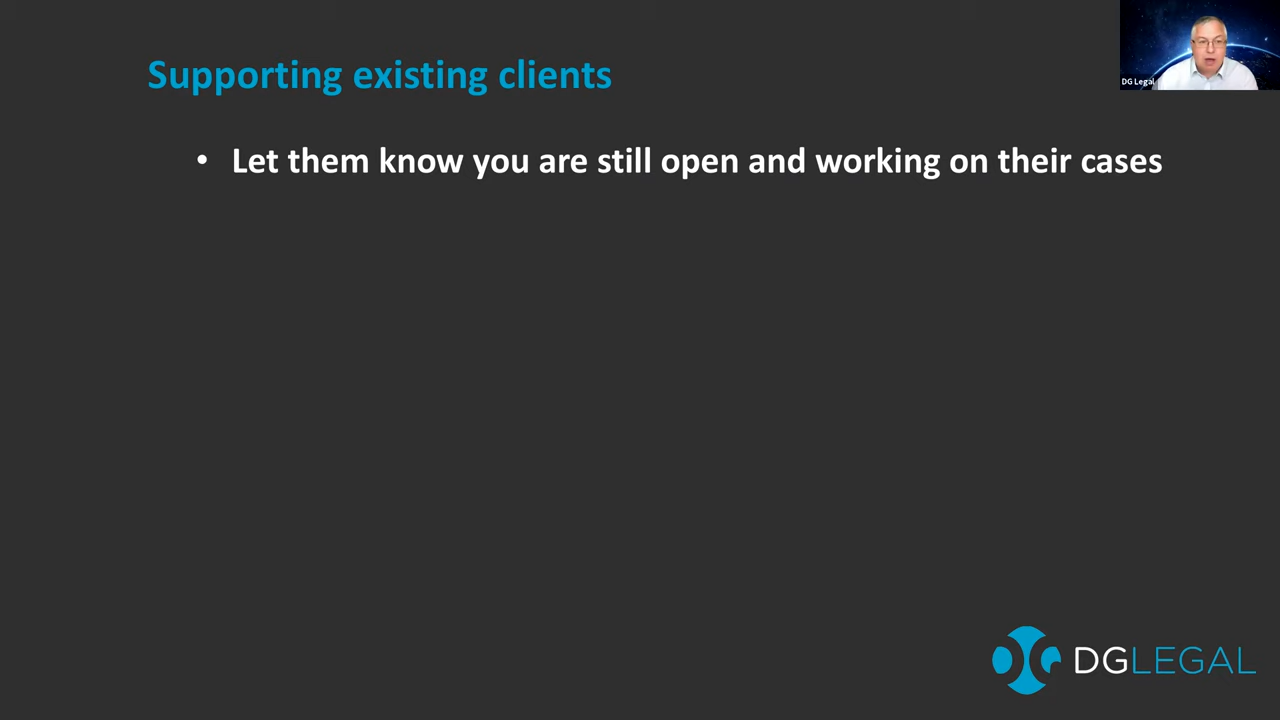 Supporting existing clients
DG Legal
• Let them know you are still open and working on their cases
DGLEGAL